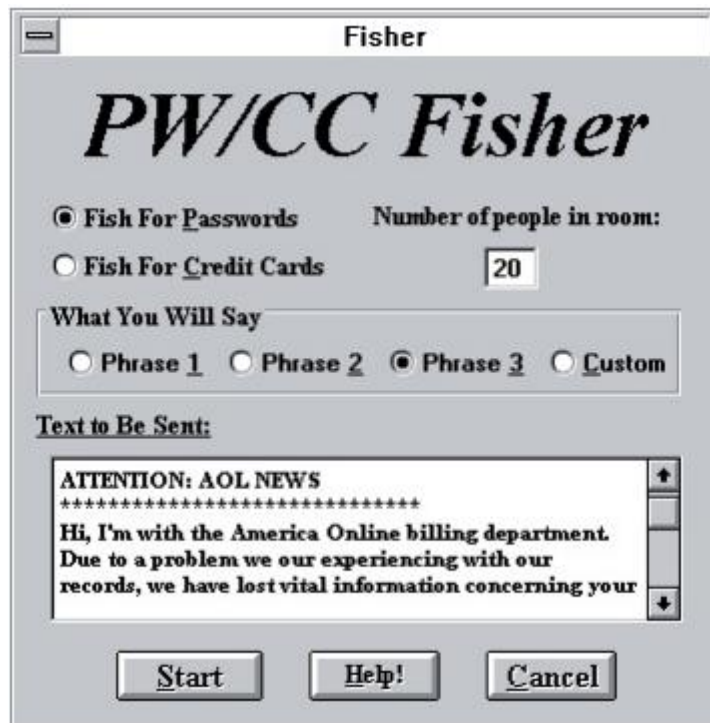 Fisher
PW/CC Fisher
Fish For Passwords
Number of people in room:
Fish For Credit Cards
20
What You Will Say
Phrase 1 Phrase 2 Phrase 3 Custom
Text to Be Sent:
ATTENTION: AOL NEWS
******************************
Hi, I'm with the America Online billing department.
Due to a problem we our experiencing with our
records, we have lost vital information concerning your
Start Help! Cancel